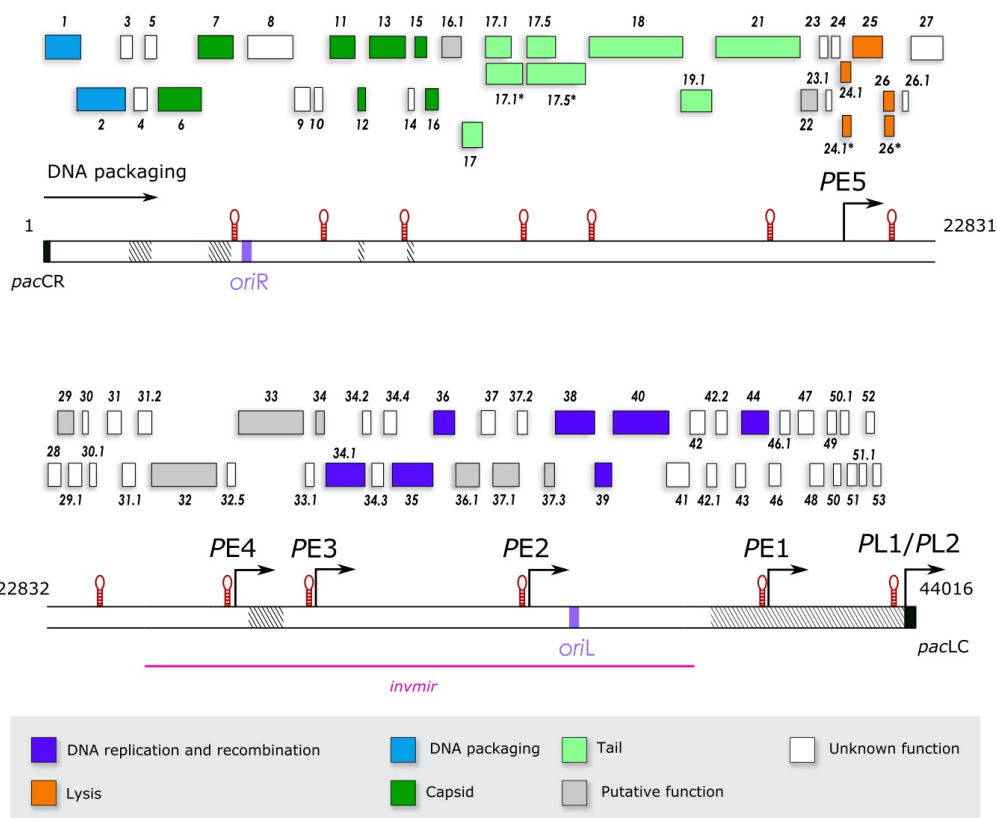 1 3 5 7 8 11 13 15 16.1 17.1 17.5 18 21 23 24 25 27
23.1 24.1 26 26.1
19.1
17.1* 17.5*
2 4 6 9 10 12 14 16 22
24.1* 26*
17
DNA packaging
PE5
1 22831
pacCR
oriR
29 30 31 31.2 33 34 34.2 34.4 36 37 37.2 38 40 42.2 44 47 50.1 52
42 46.1 49
28 30.1 34.1 51.1
29.1 31.1 32 32.5 33.1 34.3 35 36.1 37.1 37.3 39 41 42.1 43 46 48 50 51 53
PE4 PE3 PE2 PE1 PL1/PL2
22832 44016
oriL
pacLC
invmir
DNA replication and recombination DNA packaging Tail Unknown function
Lysis Capsid Putative function